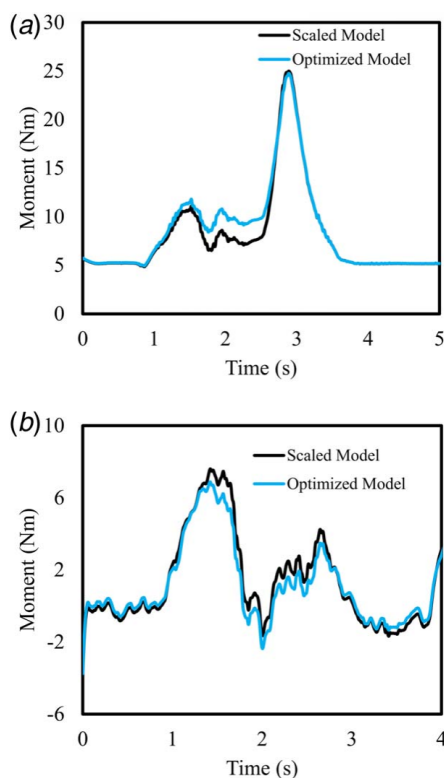 (a)
Scaled Model
Optimized Model
30
25
20
15
10
5
0
Moment (Nm)
0 1 2 3 4 5
Time (s)
(b)
Scaled Model
Optimized Model
10
6
2
-2
-6
Moment (Nm)
0 1 2 3 4
Time (s)